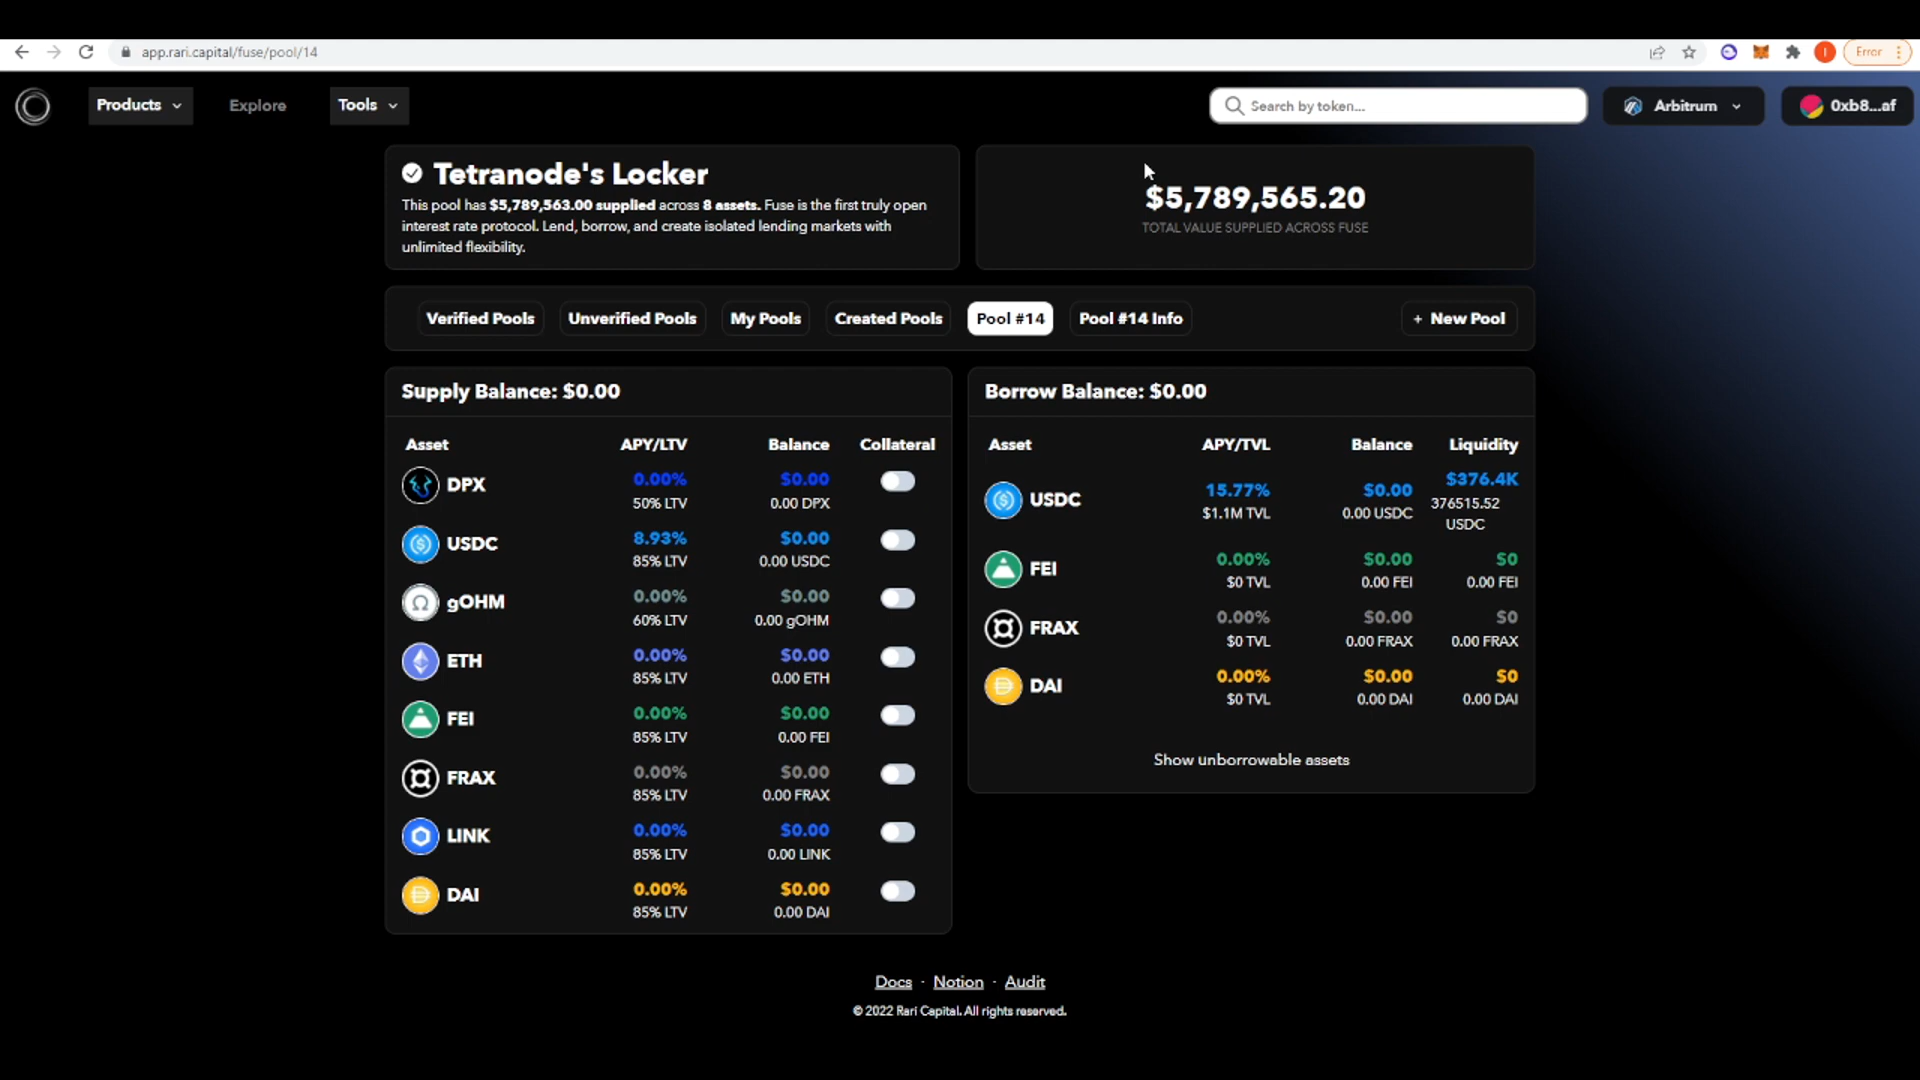 app.rari.capital/fuse/pool/14
Error
Products
Explore
Tools
Search by token...
Arbitrum
0xb8...af
Tetranode's Locker
This pool has $5,789,563.00 supplied across 8 assets. Fuse is the first truly open
interest rate protocol. Lend, borrow, and create isolated lending markets with
unlimited flexibility.
$5,789,565.20
TOTAL VALUE SUPPLIED ACROSS FUSE
Verified Pools
Unverified Pools
My Pools
Created Pools
Pool #14
Pool #14 Info
+ New Pool
Supply Balance: $0.00
Asset APY/LTV Balance Collateral
DPX 0.00% $0.00
50% LTV 0.00 DPX
USDC 8.93% $0.00
85% LTV 0.00 USDC
gOHM 0.00% $0.00
60% LTV 0.00 gOHM
ETH 0.00% $0.00
85% LTV 0.00 ETH
FEI 0.00% $0.00
85% LTV 0.00 FEI
FRAX 0.00% $0.00
85% LTV 0.00 FRAX
LINK 0.00% $0.00
85% LTV 0.00 LINK
DAI 0.00% $0.00
85% LTV 0.00 DAI
Borrow Balance: $0.00
Asset APY/TVL Balance Liquidity
USDC 15.77% $0.00 $376.4K
$1.1M TVL 0.00 USDC 376515.52
USDC
FEI 0.00% $0.00 $0
$0 TVL 0.00 FEI 0.00 FEI
FRAX 0.00% $0.00 $0
$0 TVL 0.00 FRAX 0.00 FRAX
DAI 0.00% $0.00 $0
$0 TVL 0.00 DAI 0.00 DAI
Show unborrowable assets
Docs · Notion · Audit
© 2022 Rari Capital. All rights reserved.